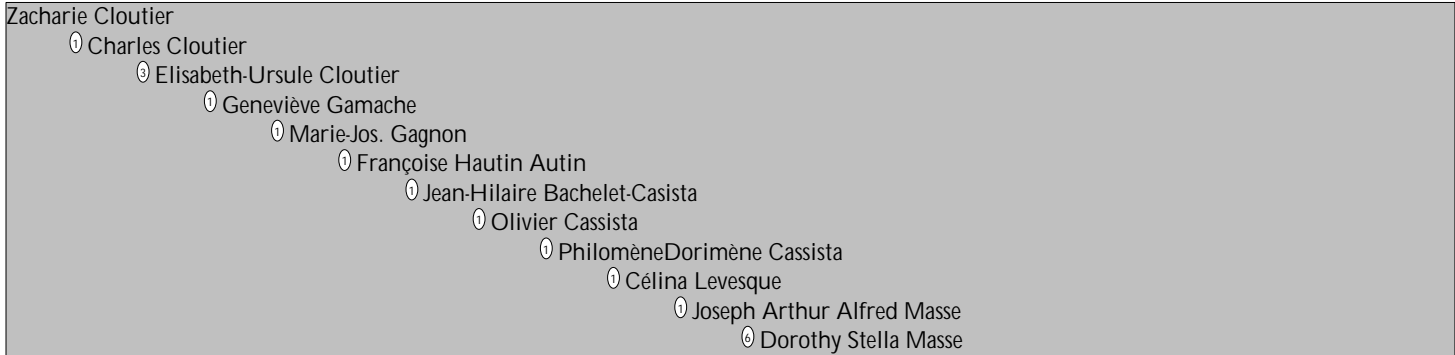 Zacharie Cloutier
1 Charles Cloutier
3 Elisabeth-Ursule Cloutier
1 Geneviève Gamache
1 Marie-Jos. Gagnon
1 Françoise Hautin Autin
1 Jean-Hilaire Bachelet-Casista
1 Olivier Cassista
1 PhilomèneDorimène Cassista
1 Célina Levesque
1 Joseph Arthur Alfred Masse
6 Dorothy Stella Masse